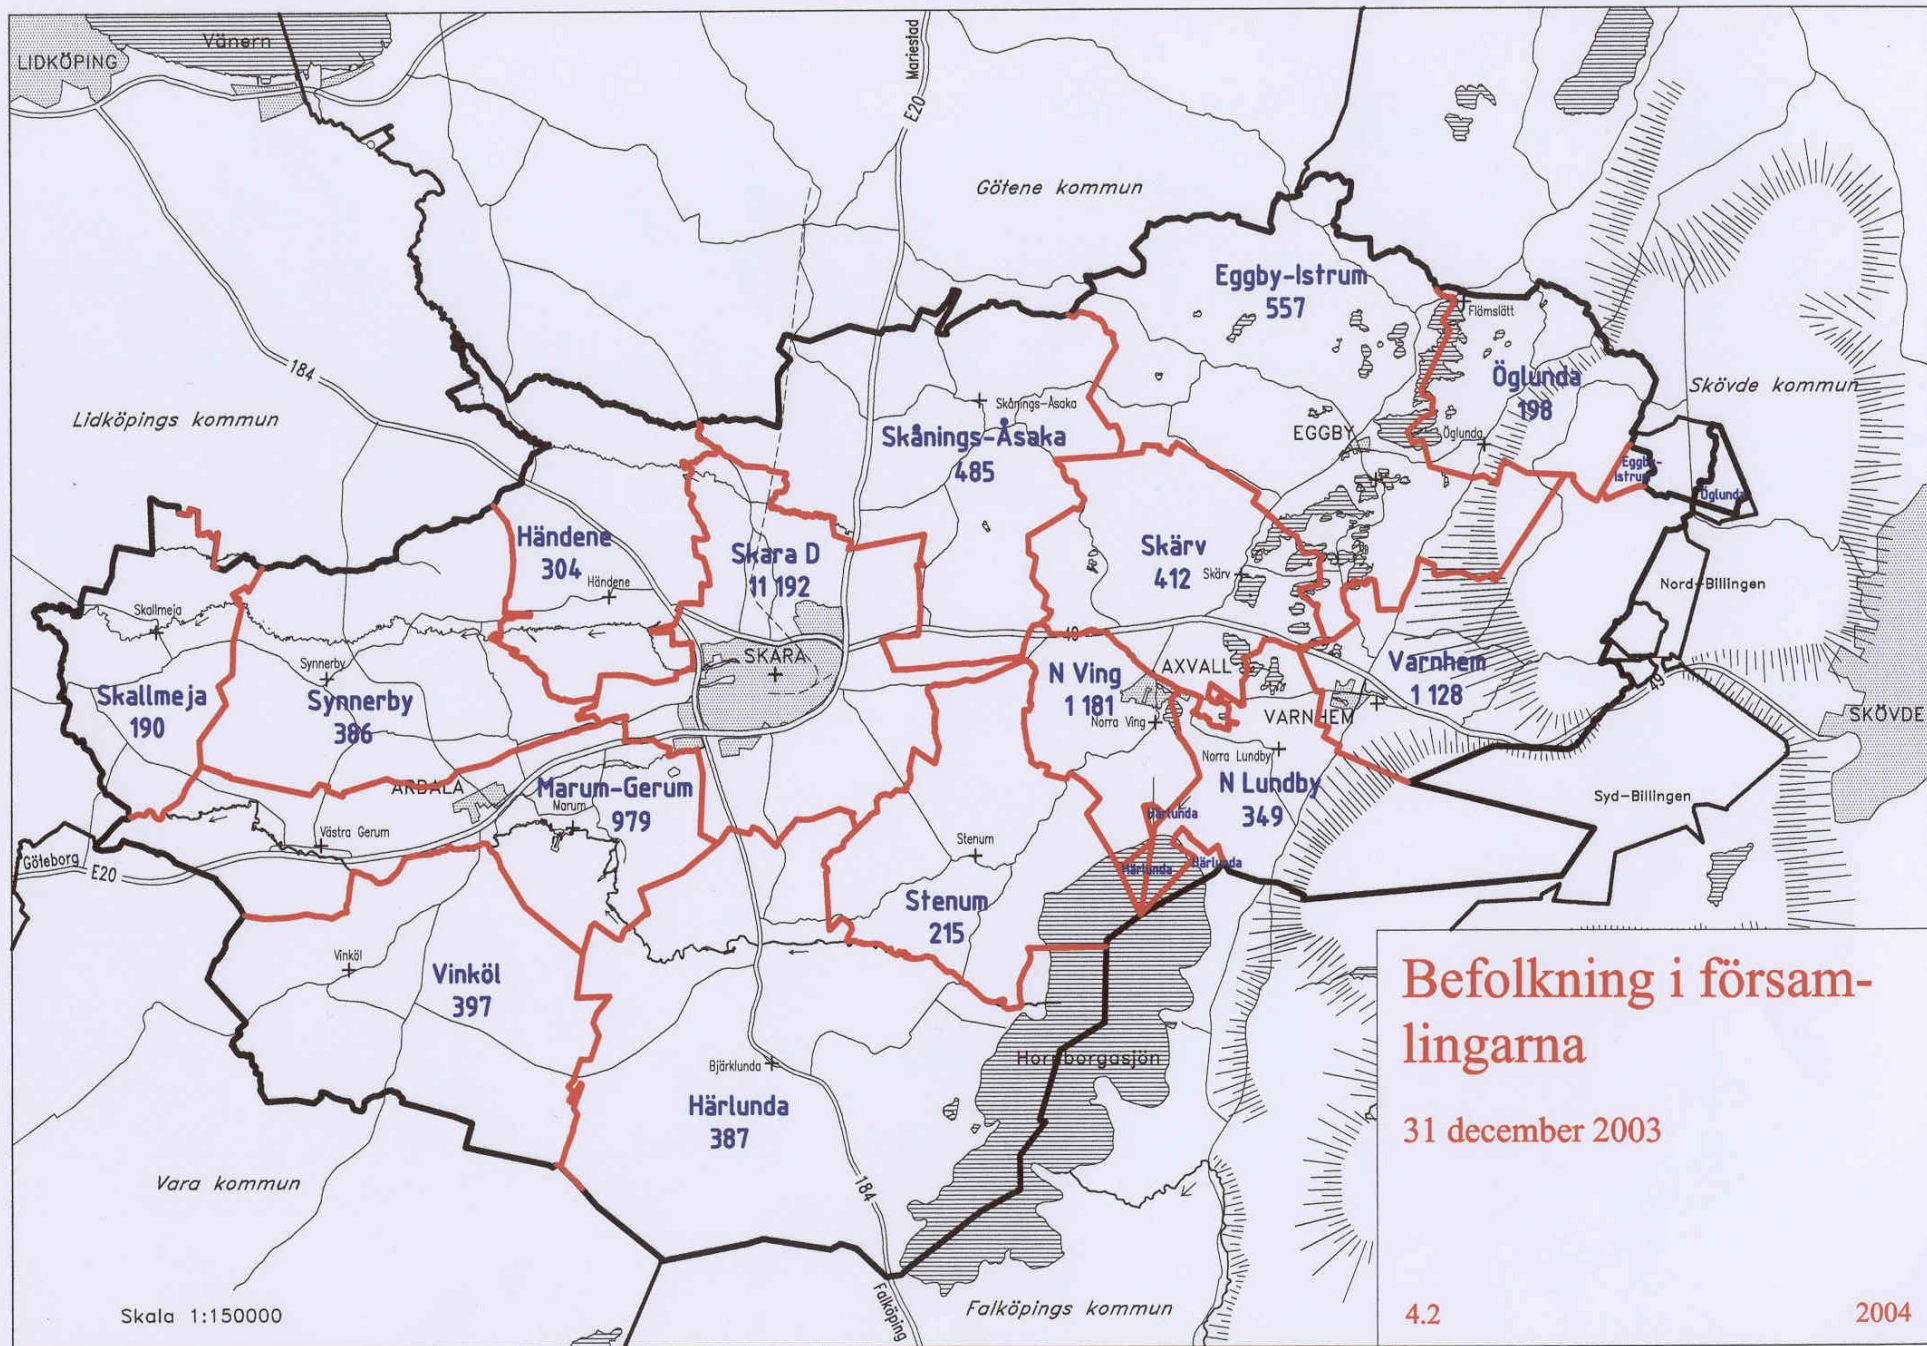 LIDKÖPING
Vänern
Mariestad
E20
Götene kommun
Eggby-Istrum
557
Flämslätt
Öglunda
198
Skövde kommun
184
Lidköpings kommun
Skånings-Åsaka
Skånings-Åsaka
485
EGGBY
Öglunda
Eggby-
Istrum
Öglunda
Händene
304
Händene
Skara D
11 192
Skärv
412
Skärv
Nord-Billingen
Skallmeja
Synnerby
SKARA
49
AXVALL
N Ving
1 181
Norra Ving
Varnhem
1 128
VARNHEM
49
SKÖVDE
Skallmeja
190
Synnerby
386
Norra Lundby
N Lundby
349
ARDALA
Marum-Gerum
979
Marum
Härlunda
Syd-Billingen
Västra Gerum
Göteborg
E20
Stenum
Härlunda
Härlunda
Stenum
215
Vinköl
Vinköl
397
Befolkning i försam-
lingarna
31 december 2003
Bjärklunda
Hornborgasjön
Härlunda
387
Vara kommun
184
Falköping
Falköpings kommun
Skala 1:150000
4.2
2004